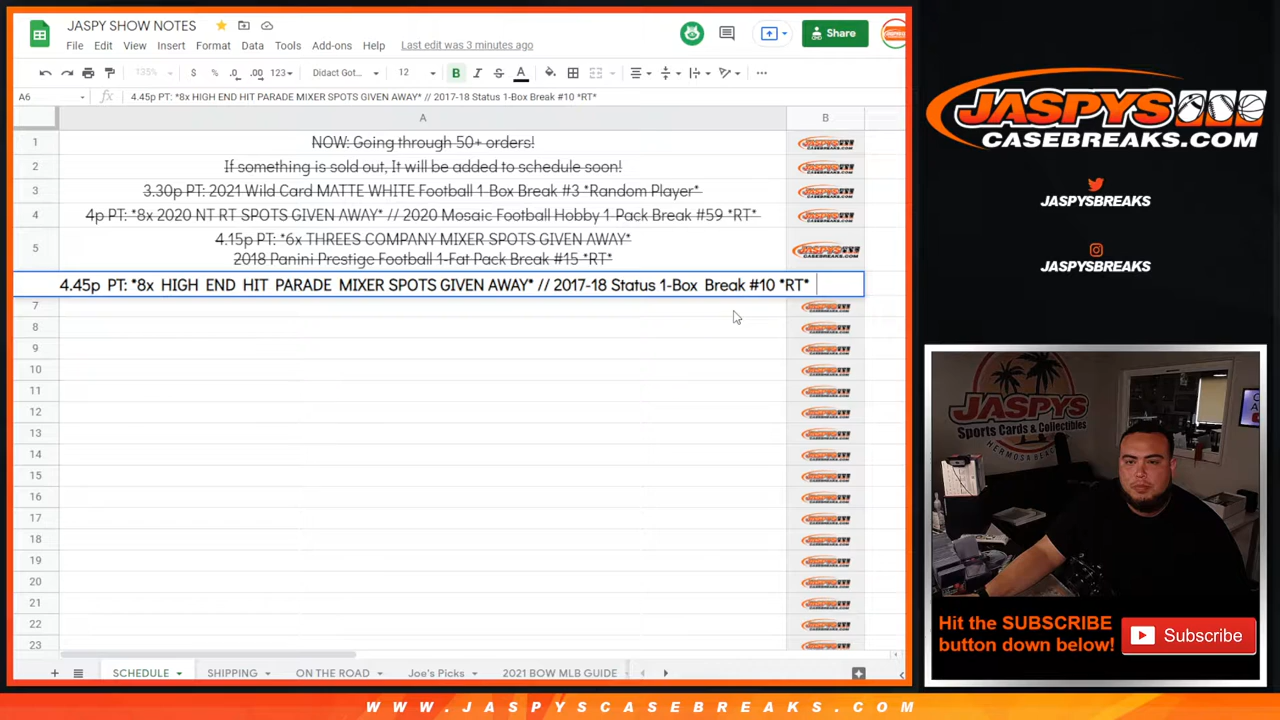 JASPY SHOW NOTES
File Edit View Insert Format Data Tools Add-ons Help Last edit was 3 minutes ago
Share
135% $ % .0 .00 123 Didact Got... 12 B I S A
A6 fx 4.45p PT: *8x HIGH END HIT PARADE MIXER SPOTS GIVEN AWAY* // 2017-18 Status 1-Box Break #10 *RT*
A B
1 NOW: Going through 50+ orders!
2 If something is sold out, It will be added to schedule soon!
3 3.30p PT: 2021 Wild Card MATTE WHITE Football 1-Box Break #3 *Random Player*
4 4p PT: *8x 2020 NT RT SPOTS GIVEN AWAY* // 2020 Mosaic Football Hobby 1 Pack Break #59 *RT*
5 4.15p PT: *6x THREES COMPANY MIXER SPOTS GIVEN AWAY*
2018 Panini Prestige Football 1-Fat Pack Break #15 *RT*
4.45p PT: *8x HIGH END HIT PARADE MIXER SPOTS GIVEN AWAY* // 2017-18 Status 1-Box Break #10 *RT*
7
8
9
10
11
12
13
14
15
16
17
18
19
20
21
22
23
SCHEDULE SHIPPING ON THE ROAD Joe's Picks 2021 BOW MLB GUIDE
JASPYS
CASEBREAKS.COM
JASPYSBREAKS
JASPYSBREAKS
JASPYS
Sports Cards & Collectibles
HERMOSA BEACH
Hit the SUBSCRIBE
button down below!
Subscribe
WWW.JASPYSCASEBREAKS.COM